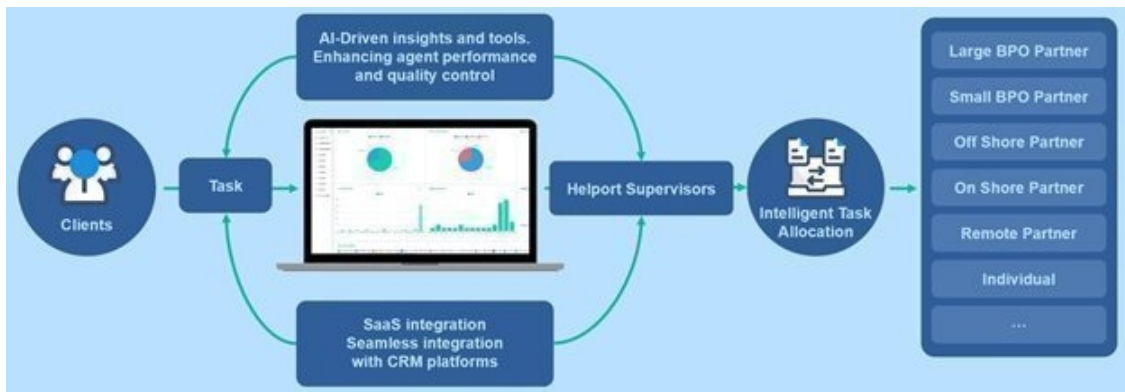 AI-Driven insights and tools.
Enhancing agent performance
and quality control
Clients
Task
Helport Supervisors
Intelligent Task
Allocation
SaaS integration
Seamless integration
with CRM platforms
Large BPO Partner
Small BPO Partner
Off Shore Partner
On Shore Partner
Remote Partner
Individual
...